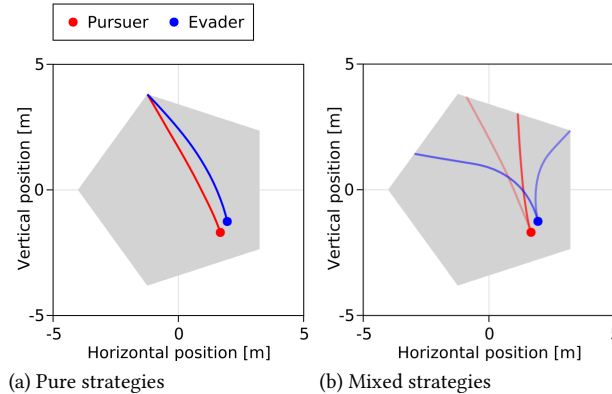 Pursuer Evader
5 5
0 0
-5 -5
-5 0 5 -5 0 5
Vertical position [m] Vertical position [m]
Horizontal position [m] Horizontal position [m]
(a) Pure strategies (b) Mixed strategies